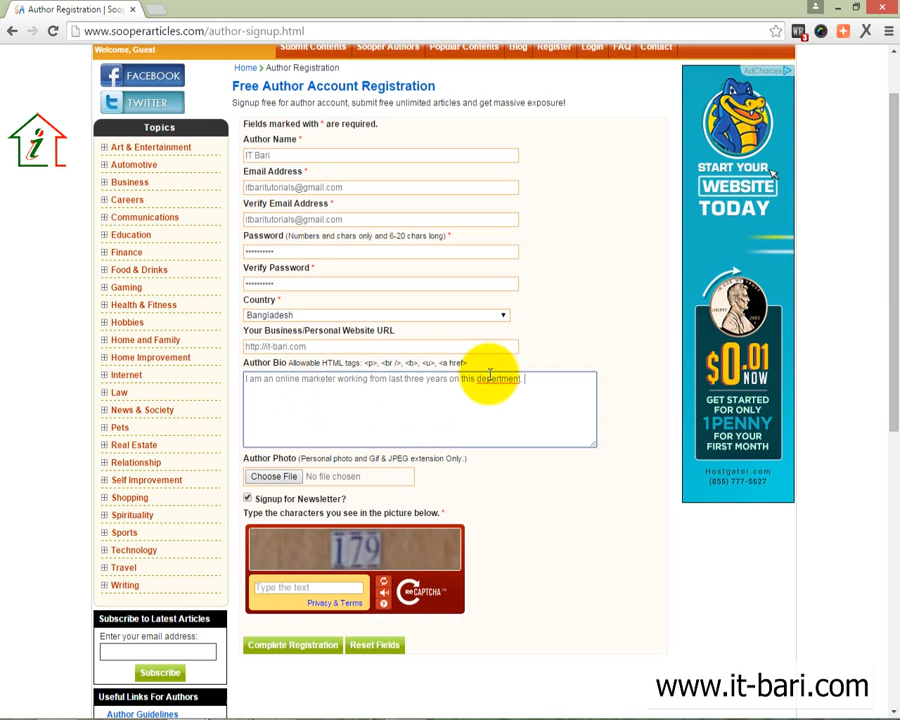 Author Registration | Soop
www.sooperarticles.com/author-signup.html
Welcome, Guest
Submit Contents
Sooper Authors
Popular Contents
Blog
Register
Login
FAQ
Contact
FACEBOOK
TWITTER
Topics
Art & Entertainment
Automotive
Business
Careers
Communications
Education
Finance
Food & Drinks
Gaming
Health & Fitness
Hobbies
Home and Family
Home Improvement
Internet
Law
News & Society
Pets
Real Estate
Relationship
Self Improvement
Shopping
Spirituality
Sports
Technology
Travel
Writing
Subscribe to Latest Articles
Enter your email address:
Subscribe
Useful Links For Authors
Author Guidelines
Home > Author Registration
Free Author Account Registration
Signup free for author account, submit free unlimited articles and get massive exposure!
Fields marked with * are required.
Author Name *
IT Bari
Email Address *
itbaritutorials@gmail.com
Verify Email Address *
itbaritutorials@gmail.com
Password (Numbers and chars only and 6-20 chars long) *
Verify Password *
Country *
Bangladesh
Your Business/Personal Website URL
http://it-bari.com
Author Bio Allowable HTML tags: <p>, <br />, <b>, <u>, <a href>
I am an online marketer working from last three years on this depertment.
Author Photo (Personal photo and Gif & JPEG extension Only.)
Choose File No file chosen
Signup for Newsletter?
Type the characters you see in the picture below. *
179
Type the text
Privacy & Terms
reCAPTCHA™
Complete Registration
Reset Fields
AdChoices
START YOUR
WEBSITE
TODAY
$0.01
NOW
GET STARTED
FOR ONLY
1PENNY
FOR YOUR
FIRST MONTH
Hostgator.com
(855) 777-5627
www.it-bari.com